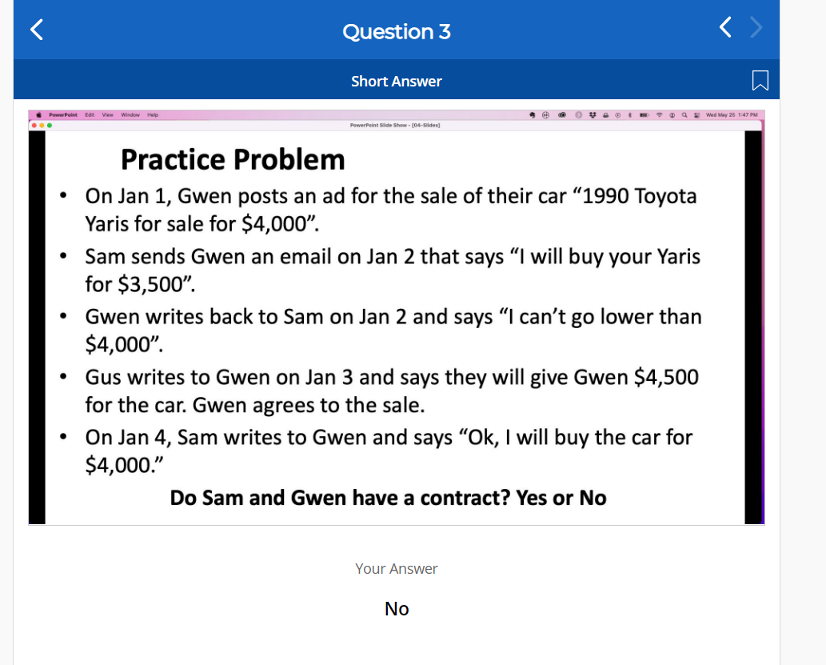 Question 3
Short Answer
PowerPoint Edit View Window Help
Wed May 25 1:47 PM
PowerPoint Slide Show - [04-Slides]
Practice Problem
• On Jan 1, Gwen posts an ad for the sale of their car “1990 Toyota
Yaris for sale for $4,000”.
• Sam sends Gwen an email on Jan 2 that says “I will buy your Yaris
for $3,500”.
• Gwen writes back to Sam on Jan 2 and says “I can’t go lower than
$4,000”.
• Gus writes to Gwen on Jan 3 and says they will give Gwen $4,500
for the car. Gwen agrees to the sale.
• On Jan 4, Sam writes to Gwen and says “Ok, I will buy the car for
$4,000.”
Do Sam and Gwen have a contract? Yes or No
Your Answer
No